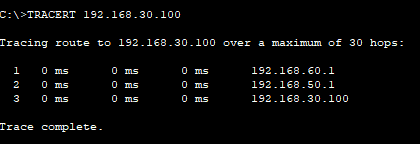 C:\>TRACERT 192.168.30.100
Tracing route to 192.168.30.100 over a maximum of 30 hops:
1 0 ms 0 ms 0 ms 192.168.60.1
2 0 ms 0 ms 0 ms 192.168.50.1
3 0 ms 0 ms 0 ms 192.168.30.100
Trace complete.